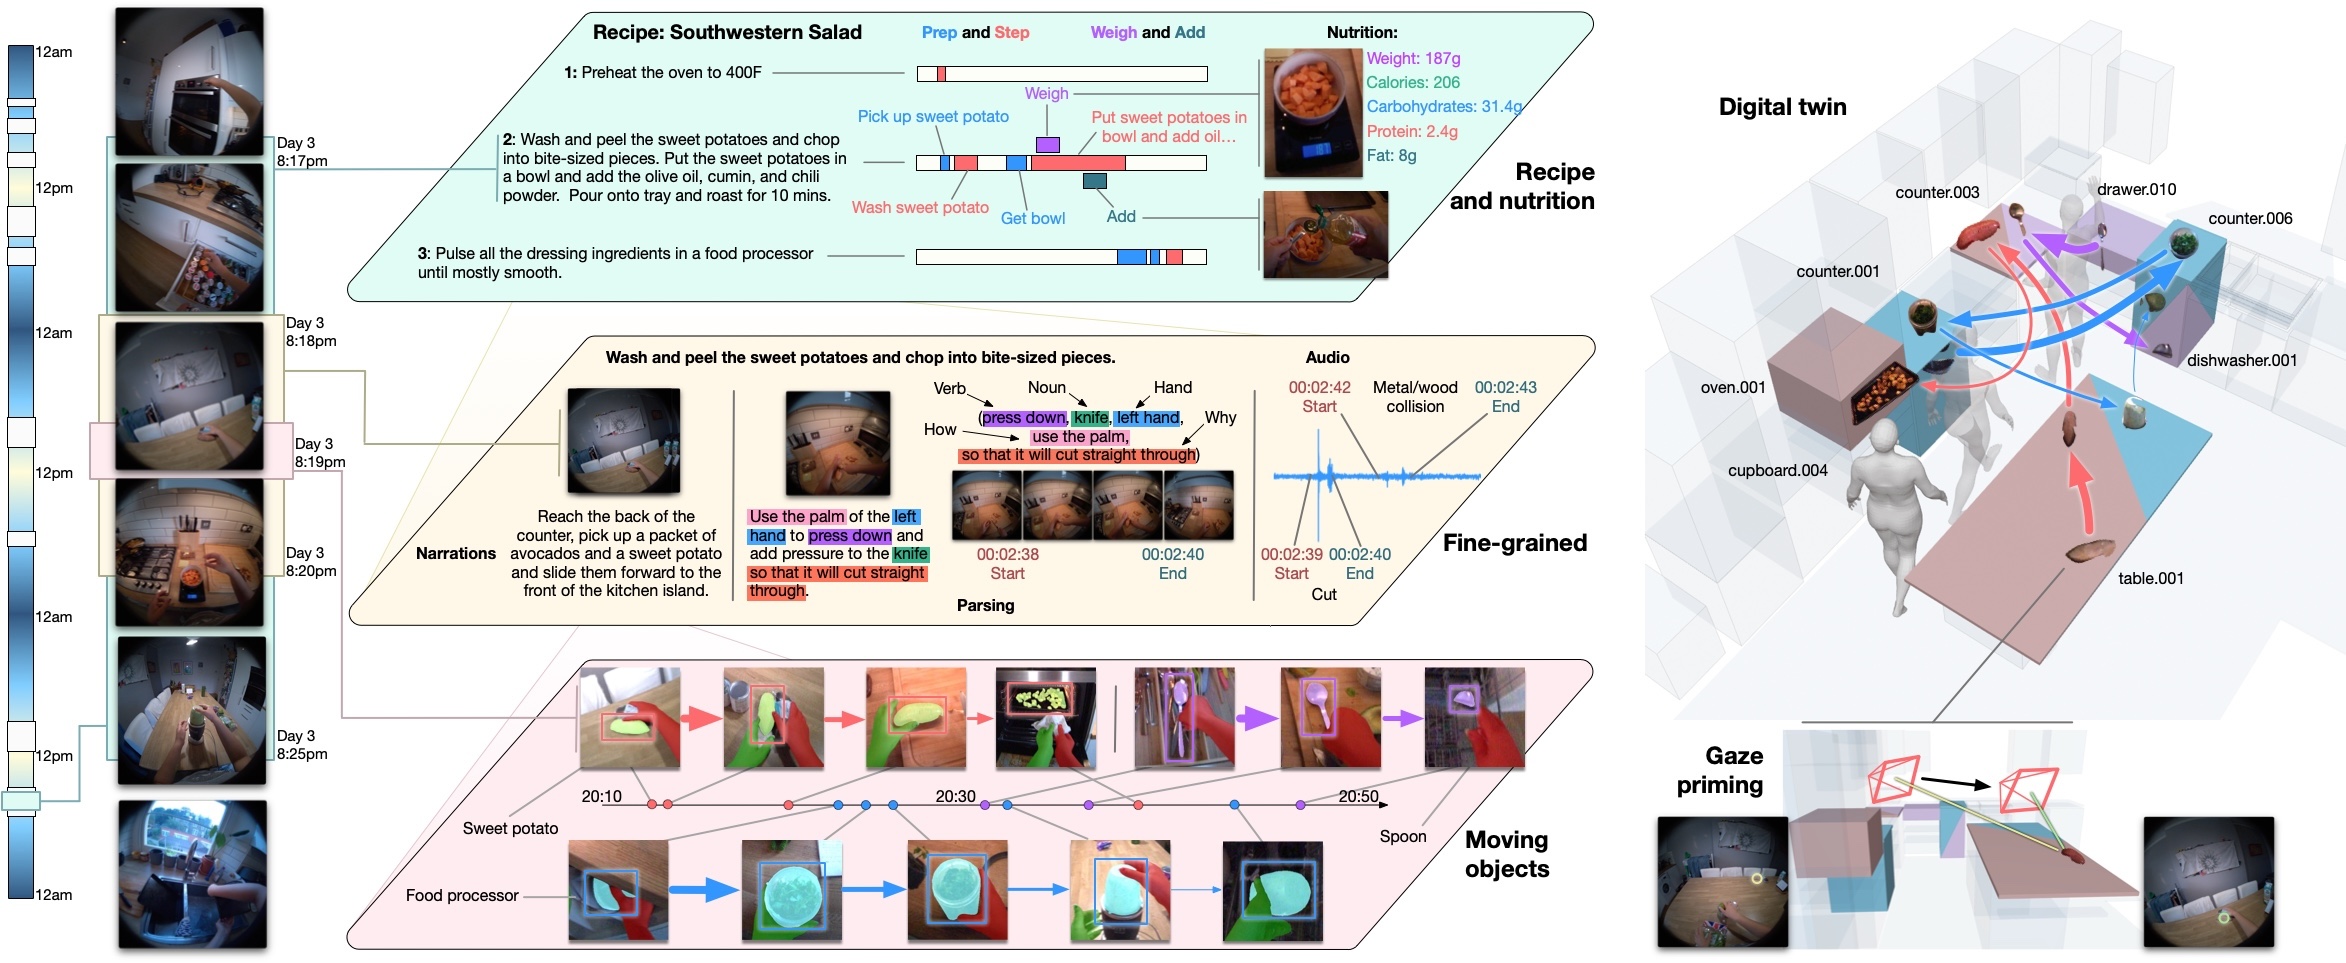 12am
12pm
12am
12pm
12am
12pm
12am
Day 3
8:17pm
Day 3
8:18pm
Day 3
8:19pm
Day 3
8:20pm
Day 3
8:25pm
Recipe: Southwestern Salad
Prep and Step
Weigh and Add
Nutrition:
1: Preheat the oven to 400F
Weight: 187g
Calories: 206
Carbohydrates: 31.4g
Protein: 2.4g
Fat: 8g
Weigh
Pick up sweet potato
Put sweet potatoes in
bowl and add oil...
2: Wash and peel the sweet potatoes and chop
into bite-sized pieces. Put the sweet potatoes in
a bowl and add the olive oil, cumin, and chili
powder. Pour onto tray and roast for 10 mins.
Wash sweet potato
Get bowl
Add
3: Pulse all the dressing ingredients in a food processor
until mostly smooth.
Recipe
and nutrition
Wash and peel the sweet potatoes and chop into bite-sized pieces.
Audio
Narrations
Reach the back of the
counter, pick up a packet of
avocados and a sweet potato
and slide them forward to the
front of the kitchen island.
Use the palm of the left
hand to press down and
add pressure to the knife
so that it will cut straight
through.
Verb
Noun
Hand
(press down, knife, left hand,
Why
How
use the palm,
so that it will cut straight through)
00:02:38
Start
00:02:40
End
Parsing
00:02:42
Start
Metal/wood
collision
00:02:43
End
00:02:39
Start
00:02:40
End
Cut
Fine-grained
20:10
20:30
20:50
Sweet potato
Spoon
Food processor
Moving
objects
Digital twin
counter.003
drawer.010
counter.006
counter.001
oven.001
dishwasher.001
cupboard.004
table.001
Gaze
priming